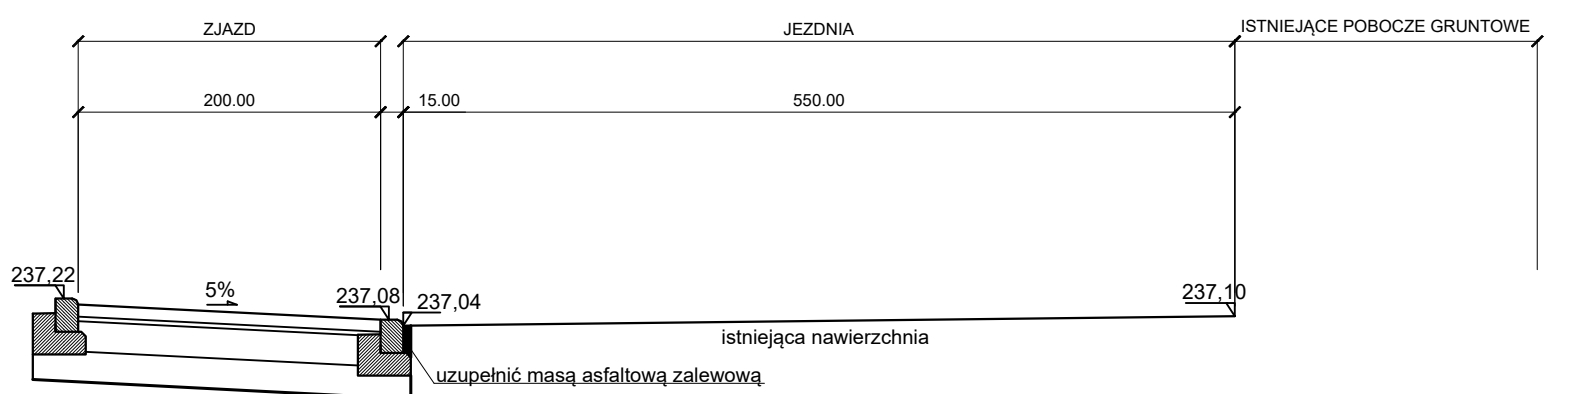 ZJAZD
JEZDNIA
ISTNIEJĄCE POBOCZE GRUNTOWE
200.00
15.00
550.00
237,22
5%
237,08
237,04
237,10
istniejąca nawierzchnia
uzupełnić masą asfaltową zalewową